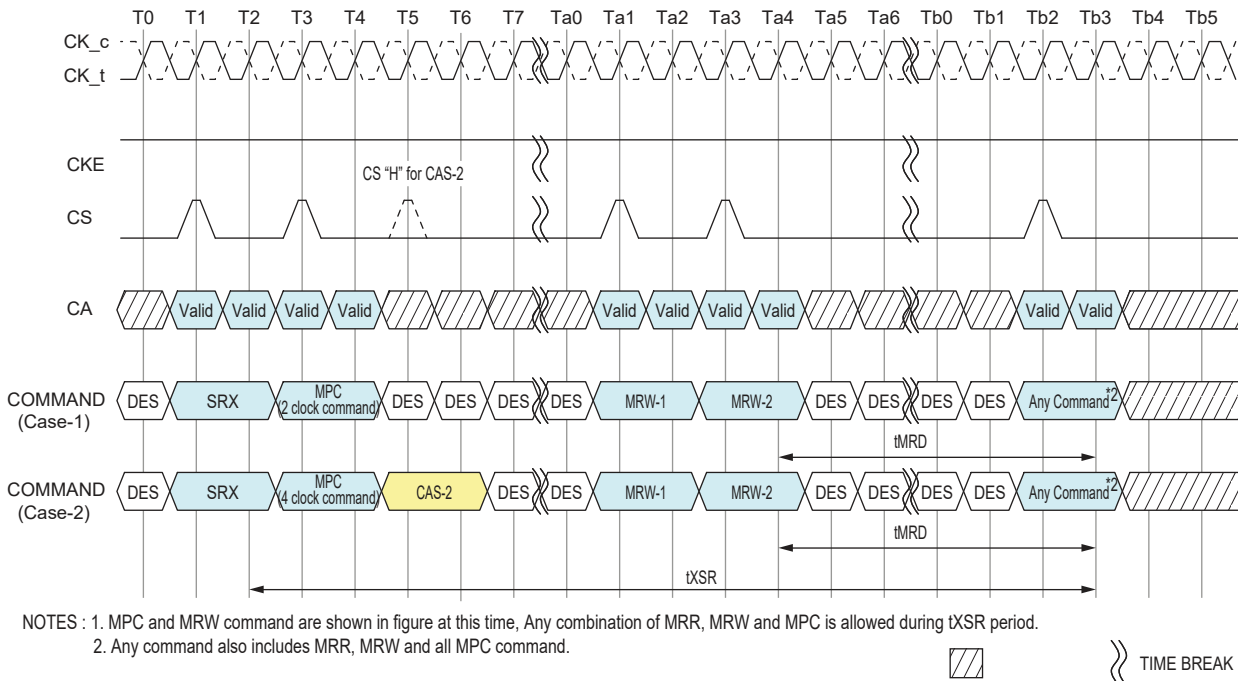 T0 T1 T2 T3 T4 T5 T6 T7 Ta0 Ta1 Ta2 Ta3 Ta4 Ta5 Ta6 Tb0 Tb1 Tb2 Tb3 Tb4 Tb5
CK_c
CK_t
CKE
CS “H” for CAS-2
CS
CA Valid Valid Valid Valid Valid Valid Valid Valid Valid Valid
COMMAND (Case-1) DES SRX MPC (2 clock command) DES DES DES DES MRW-1 MRW-2 DES DES DES DES Any Command*2
tMRD
COMMAND (Case-2) DES SRX MPC (4 clock command) CAS-2 DES DES MRW-1 MRW-2 DES DES DES DES Any Command*2
tMRD
tXSR
NOTES : 1. MPC and MRW command are shown in figure at this time, Any combination of MRR, MRW and MPC is allowed during tXSR period.
2. Any command also includes MRR, MRW and all MPC command.
TIME BREAK